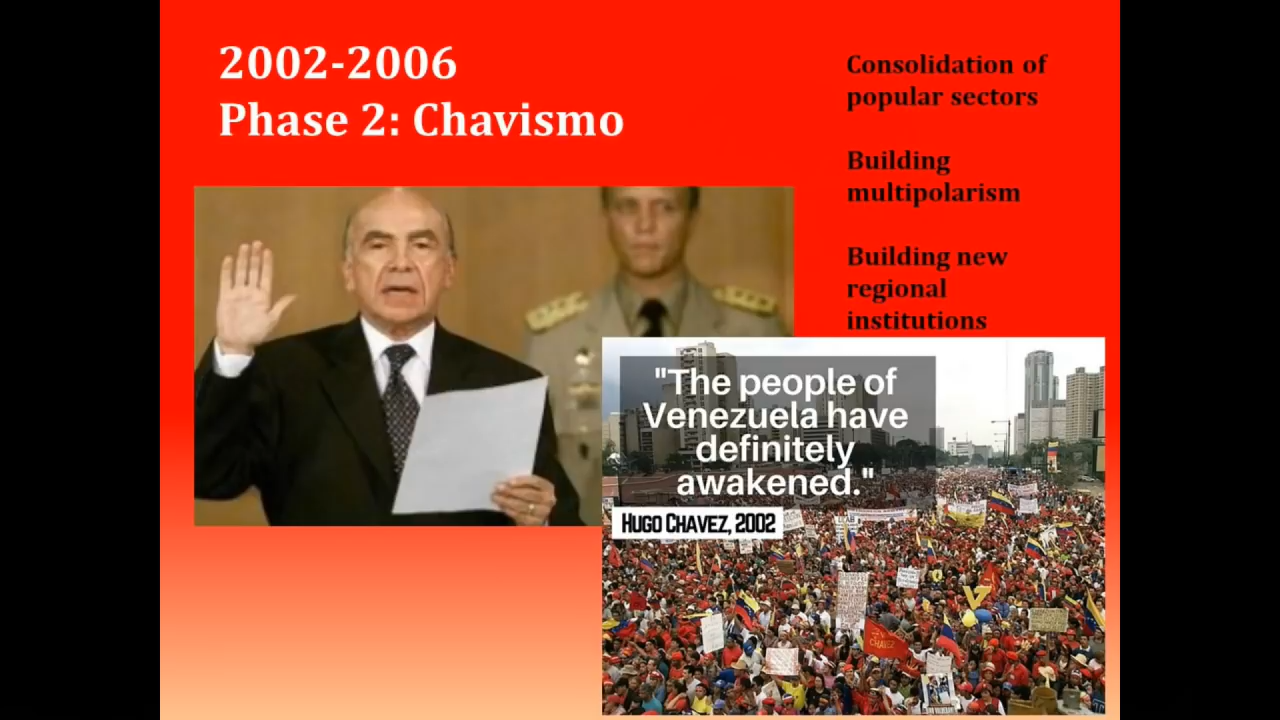 2002-2006
Phase 2: Chavismo
Consolidation of
popular sectors
Building
multipolarism
Building new
regional
institutions
"The people of
Venezuela have
definitely
awakened."
HUGO CHAVEZ, 2002